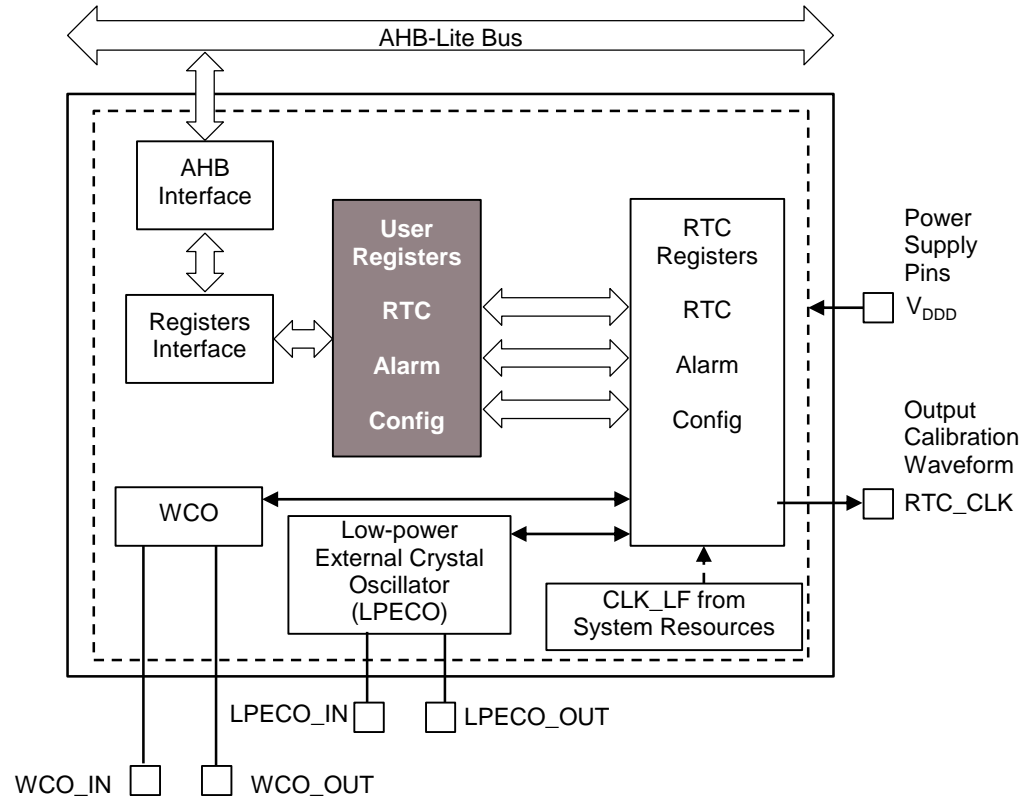 AHB-Lite Bus
AHB
Interface
Registers
Interface
User
Registers
RTC
Alarm
Config
RTC
Registers
RTC
Alarm
Config
Power
Supply
Pins
VDDD
Output
Calibration
Waveform
RTC_CLK
WCO
Low-power
External Crystal
Oscillator
(LPECO)
CLK_LF from
System Resources
LPECO_IN
LPECO_OUT
WCO_IN
WCO_OUT